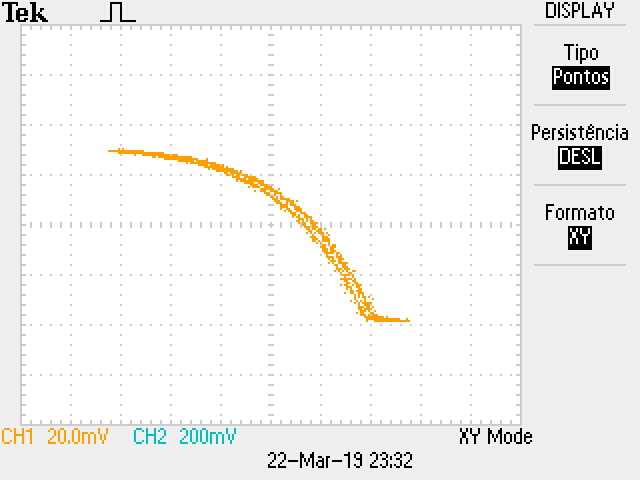 Tek
DISPLAY
Tipo
Pontos
Persistência
DESL
Formato
XY
CH1 20.0mV CH2 200mV XY Mode
22-Mar-19 23:32